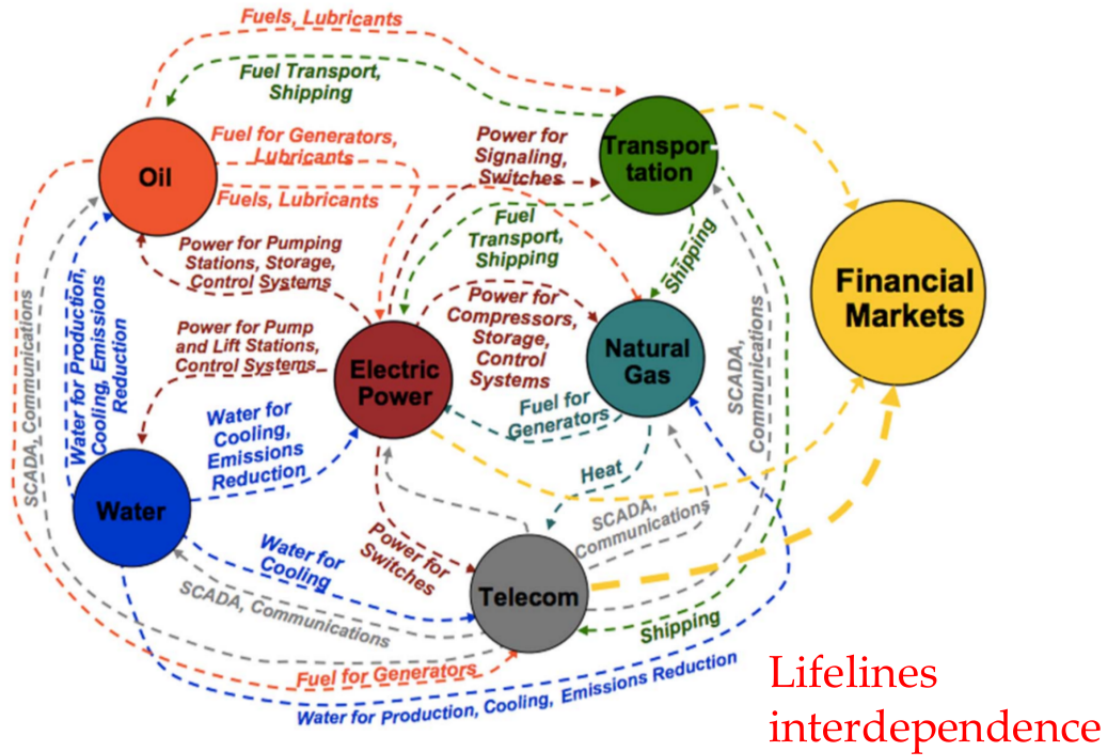 Fuels, Lubricants
Fuel Transport,
Shipping
Transpor-
tation
Oil
Fuel for Generators,
Lubricants
Power for
Signaling,
Switches
Fuels, Lubricants
Fuel
Transport,
Shipping
Shipping
Power for Pumping
Stations, Storage,
Control Systems
Financial
Markets
Power for
Compressors,
Storage,
Control
Systems
Natural
Gas
Power for Pump
and Lift Stations,
Control Systems
Electric
Power
SCADA, Communications
Water for Production,
Cooling, Emissions
Reduction
SCADA,
Communications
Water for
Cooling,
Emissions
Reduction
Fuel for
Generators
Heat
Water
SCADA,
Communications
Water for
Cooling
Power for
Switches
Telecom
SCADA, Communications
Shipping
Fuel for Generators
Water for Production, Cooling, Emissions Reduction
Lifelines
interdependence